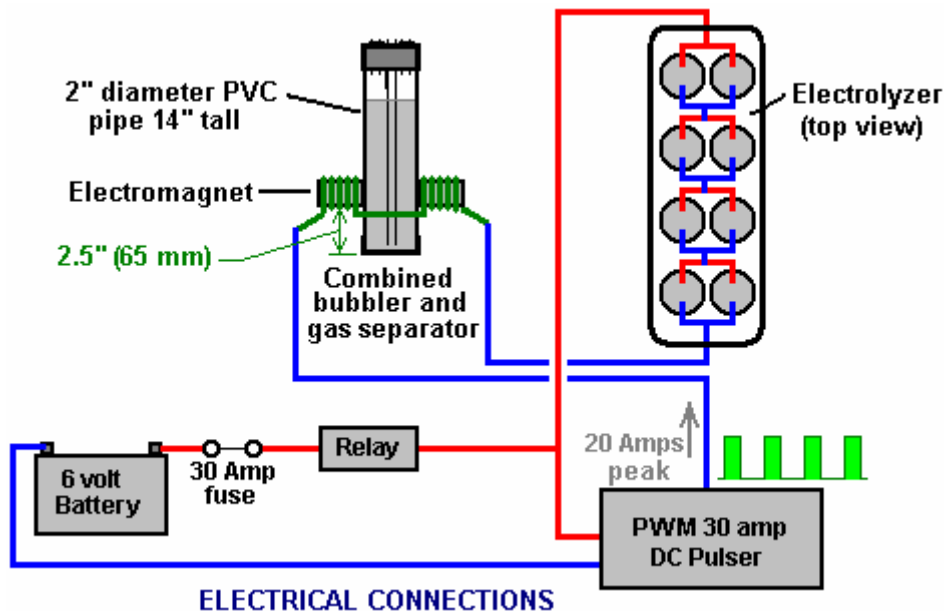 2" diameter PVC
pipe 14" tall
Electrolyzer
(top view)
Electromagnet
2.5" (65 mm)
Combined
bubbler and
gas separator
20 Amps
peak
6 volt
Battery
30 Amp
fuse
Relay
PWM 30 amp
DC Pulser
ELECTRICAL CONNECTIONS